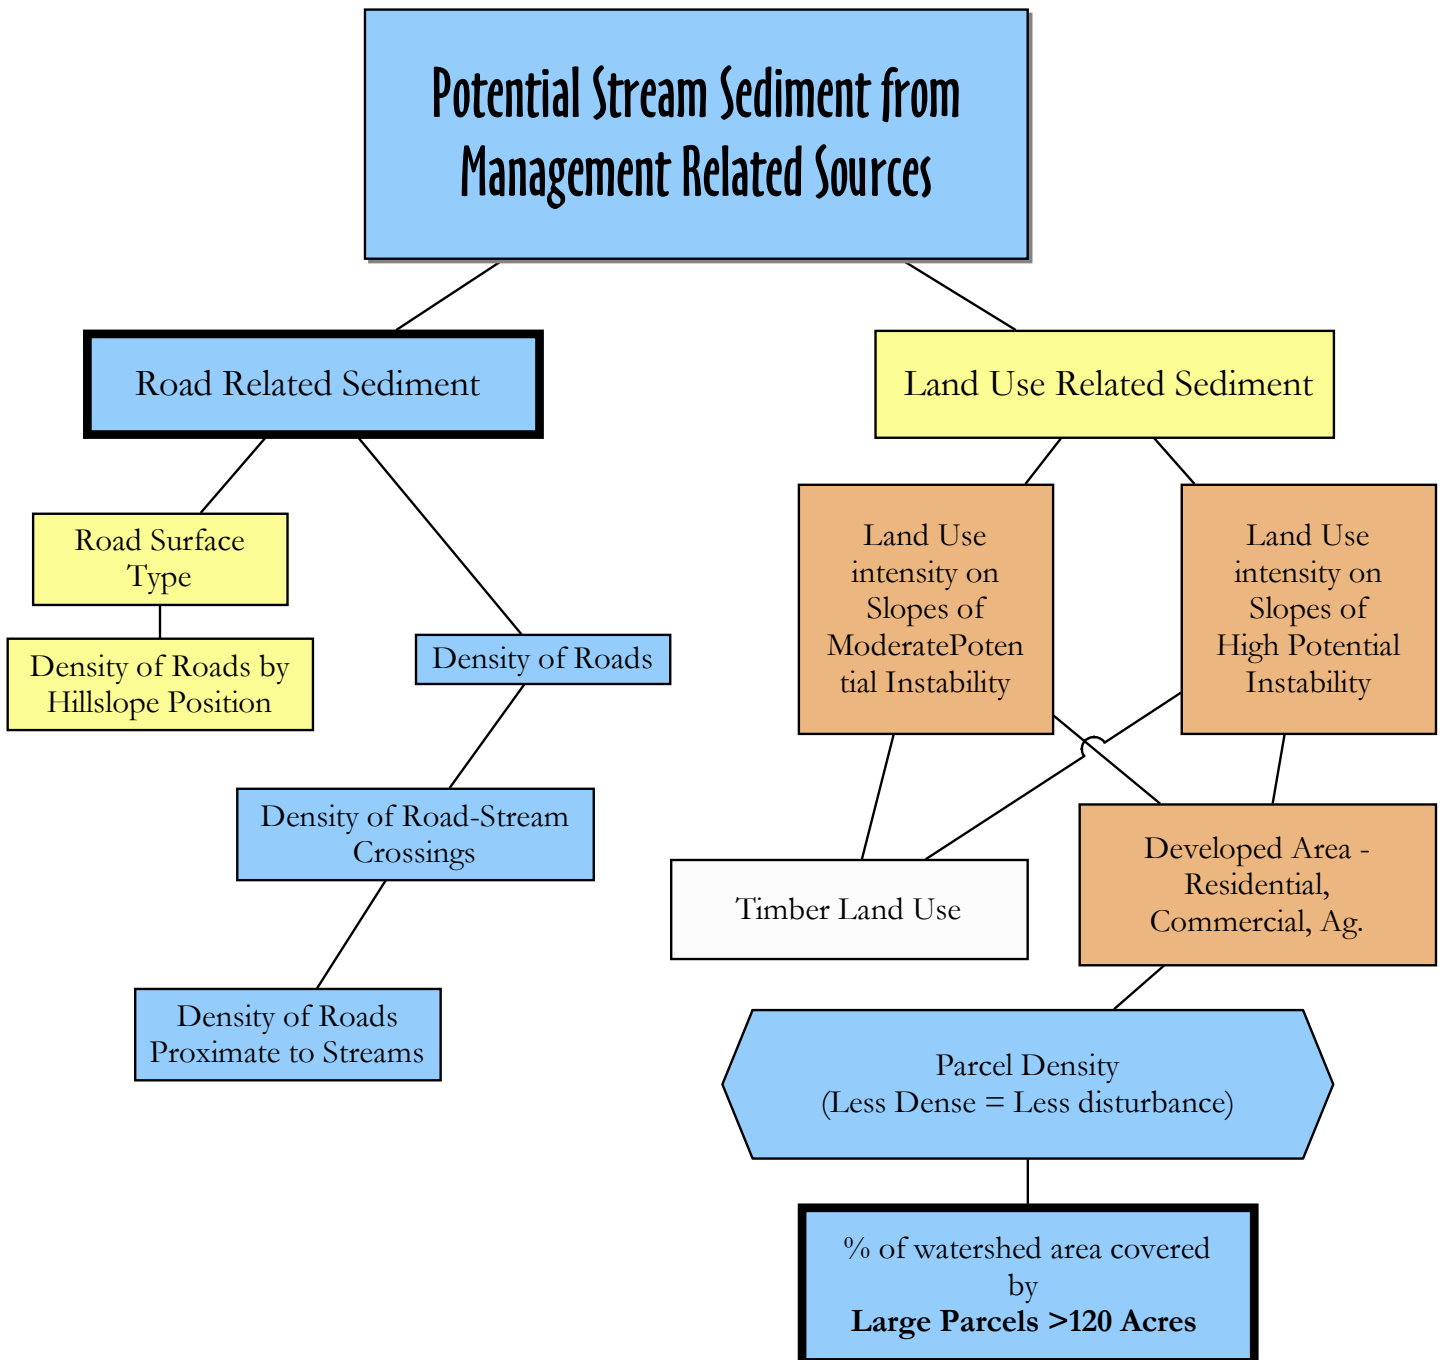 Potential Stream Sediment from
Management Related Sources
Road Related Sediment
Land Use Related Sediment
Road Surface
Type
Density of Roads by
Hillslope Position
Density of Roads
Density of Road-Stream
Crossings
Density of Roads
Proximate to Streams
Land Use
intensity on
Slopes of
ModeratePoten
tial Instability
Land Use
intensity on
Slopes of
High Potential
Instability
Timber Land Use
Developed Area -
Residential,
Commercial, Ag.
Parcel Density
(Less Dense = Less disturbance)
% of watershed area covered
by
Large Parcels >120 Acres